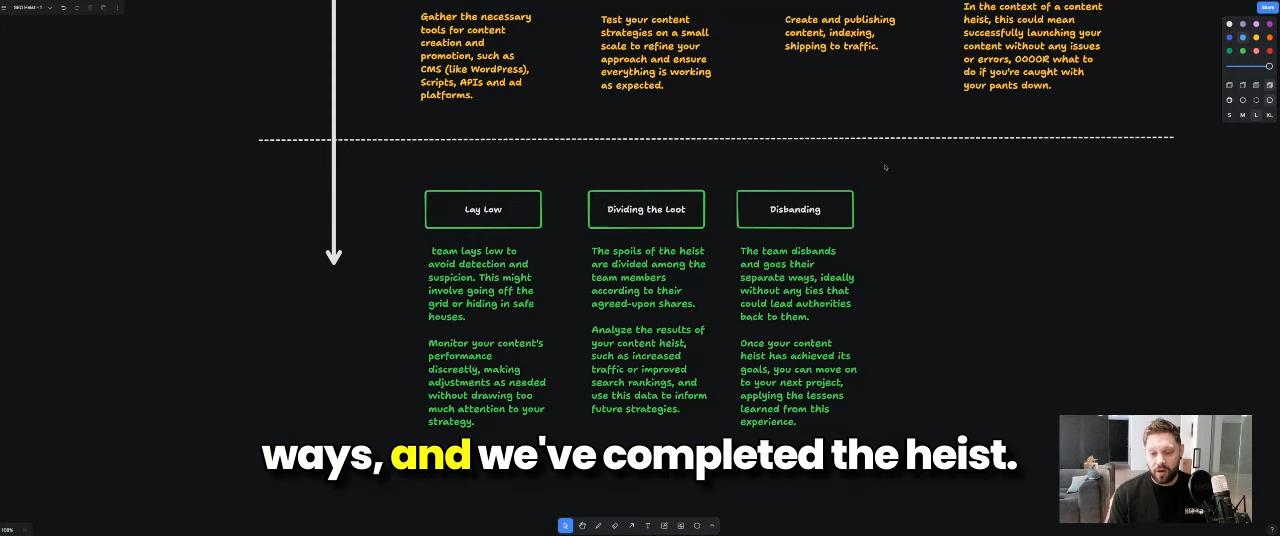 SEO Heist - 1
Share
Gather the necessary
tools for content
creation and
promotion, such as
CMS (like WordPress),
Scripts, APIs and ad
platforms.
Test your content
strategies on a small
scale to refine your
approach and ensure
everything is working
as expected.
Create and publishing
content, indexing,
shipping to traffic.
In the context of a content
heist, this could mean
successfully launching your
content without any issues
or errors, OOOOR what to
do if you're caught with
your pants down.
S M L XL
Lay Low
team lays low to
avoid detection and
suspicion. This might
involve going off the
grid or hiding in safe
houses.
Monitor your content's
performance
discreetly, making
adjustments as needed
without drawing too
much attention to your
strategy.
Dividing the Loot
The spoils of the heist
are divided among the
team members
according to their
agreed-upon shares.
Analyze the results of
your content heist,
such as increased
traffic or improved
search rankings, and
use this data to inform
future strategies.
Disbanding
The team disbands
and goes their
separate ways, ideally
without any ties that
could lead authorities
back to them.
Once your content
heist has achieved its
goals, you can move on
to your next project,
applying the lessons
learned from this
experience.
ways, and we've completed the heist.
100%